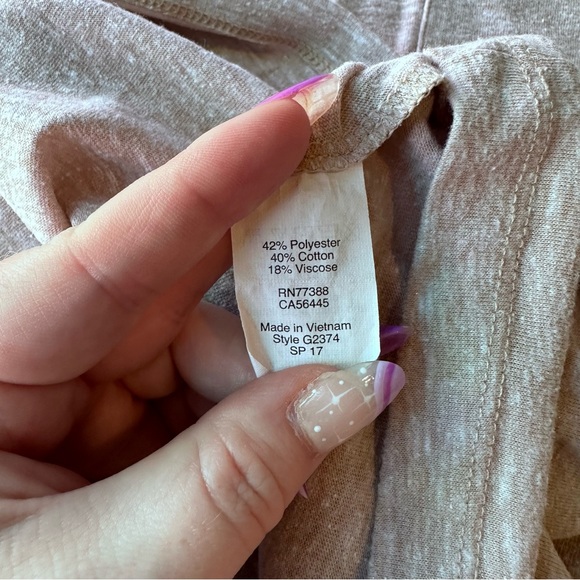 42% Polyester
40% Cotton
18% Viscose
RN77388
CA56445
Made in Vietnam
Style G2374
SP 17